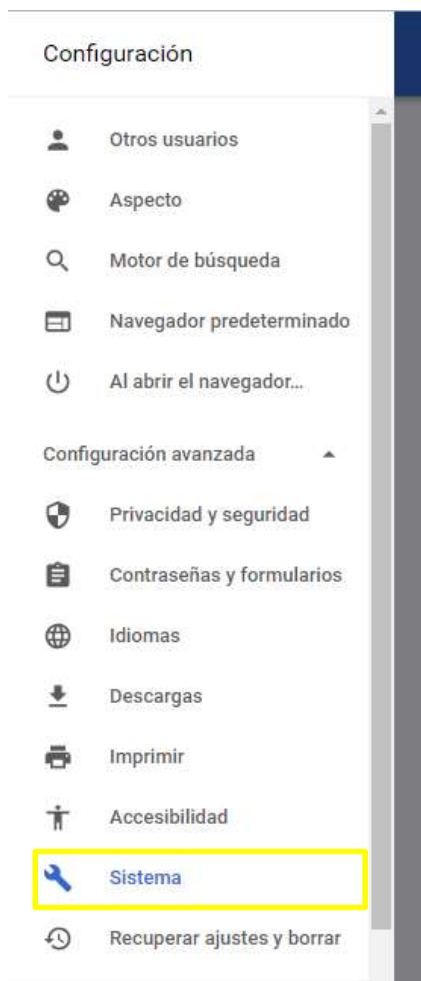 Configuración
Otros usuarios
Aspecto
Motor de búsqueda
Navegador predeterminado
Al abrir el navegador...
Configuración avanzada
Privacidad y seguridad
Contraseñas y formularios
Idiomas
Descargas
Imprimir
Accesibilidad
Sistema
Recuperar ajustes y borrar